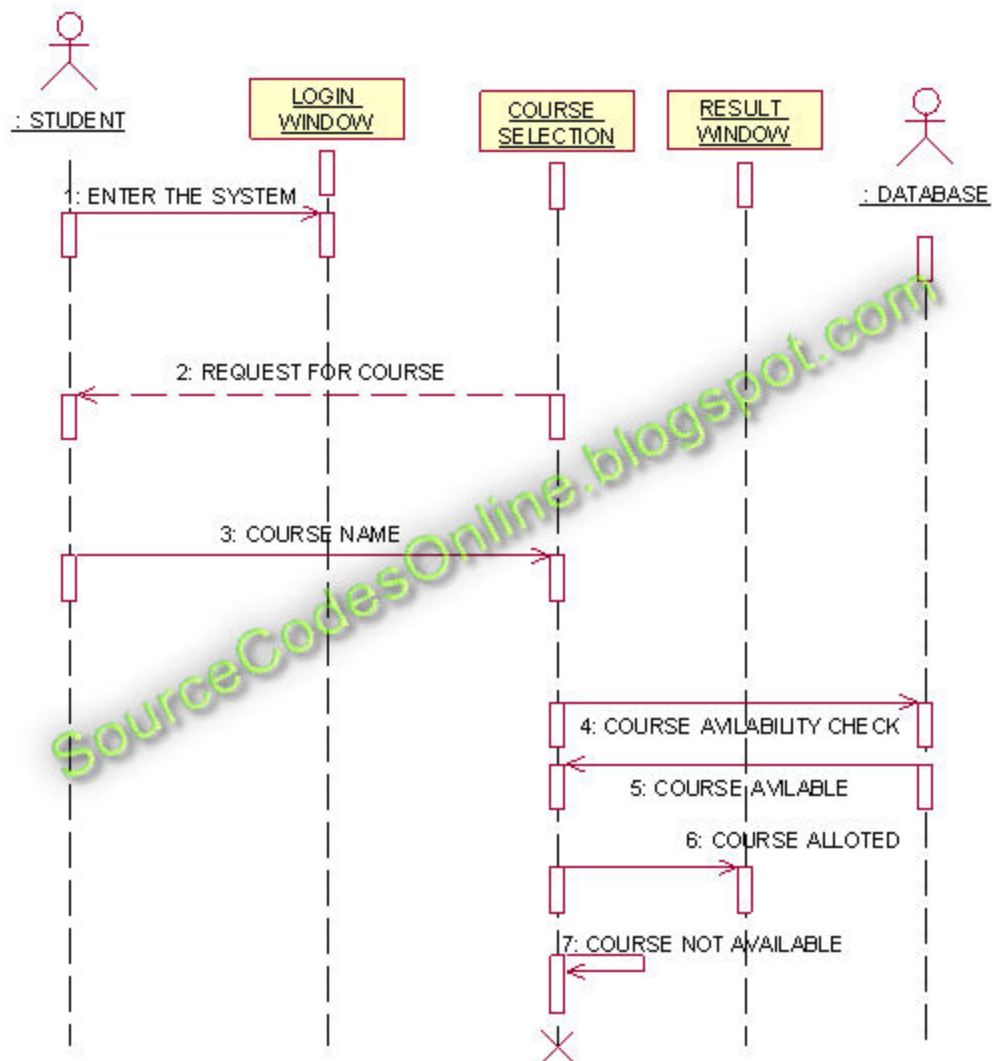 : STUDENT
LOGIN
WINDOW
COURSE
SELECTION
RESULT
WINDOW
: DATABASE
1: ENTER THE SYSTEM
2: REQUEST FOR COURSE
3: COURSE NAME
4: COURSE AVILABILITY CHECK
5: COURSE AVILABLE
6: COURSE ALLOTED
7: COURSE NOT AVAILABLE
SourceCodesOnline.blogspot.com